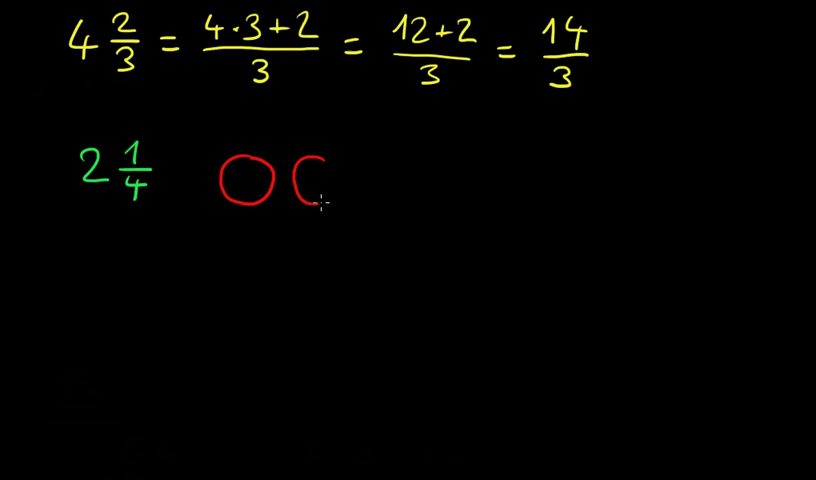 4 2/3 = (4·3+2)/3 = (12+2)/3 = 14/3
2 1/4